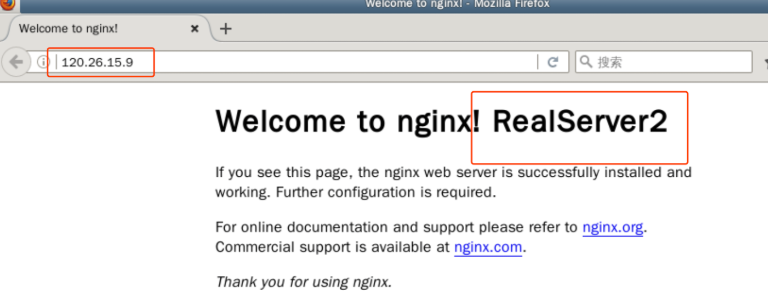 Welcome to nginx! - Mozilla Firefox
Welcome to nginx!
120.26.15.9
搜索
Welcome to nginx! RealServer2
If you see this page, the nginx web server is successfully installed and
working. Further configuration is required.
For online documentation and support please refer to nginx.org.
Commercial support is available at nginx.com.
Thank you for using nginx.